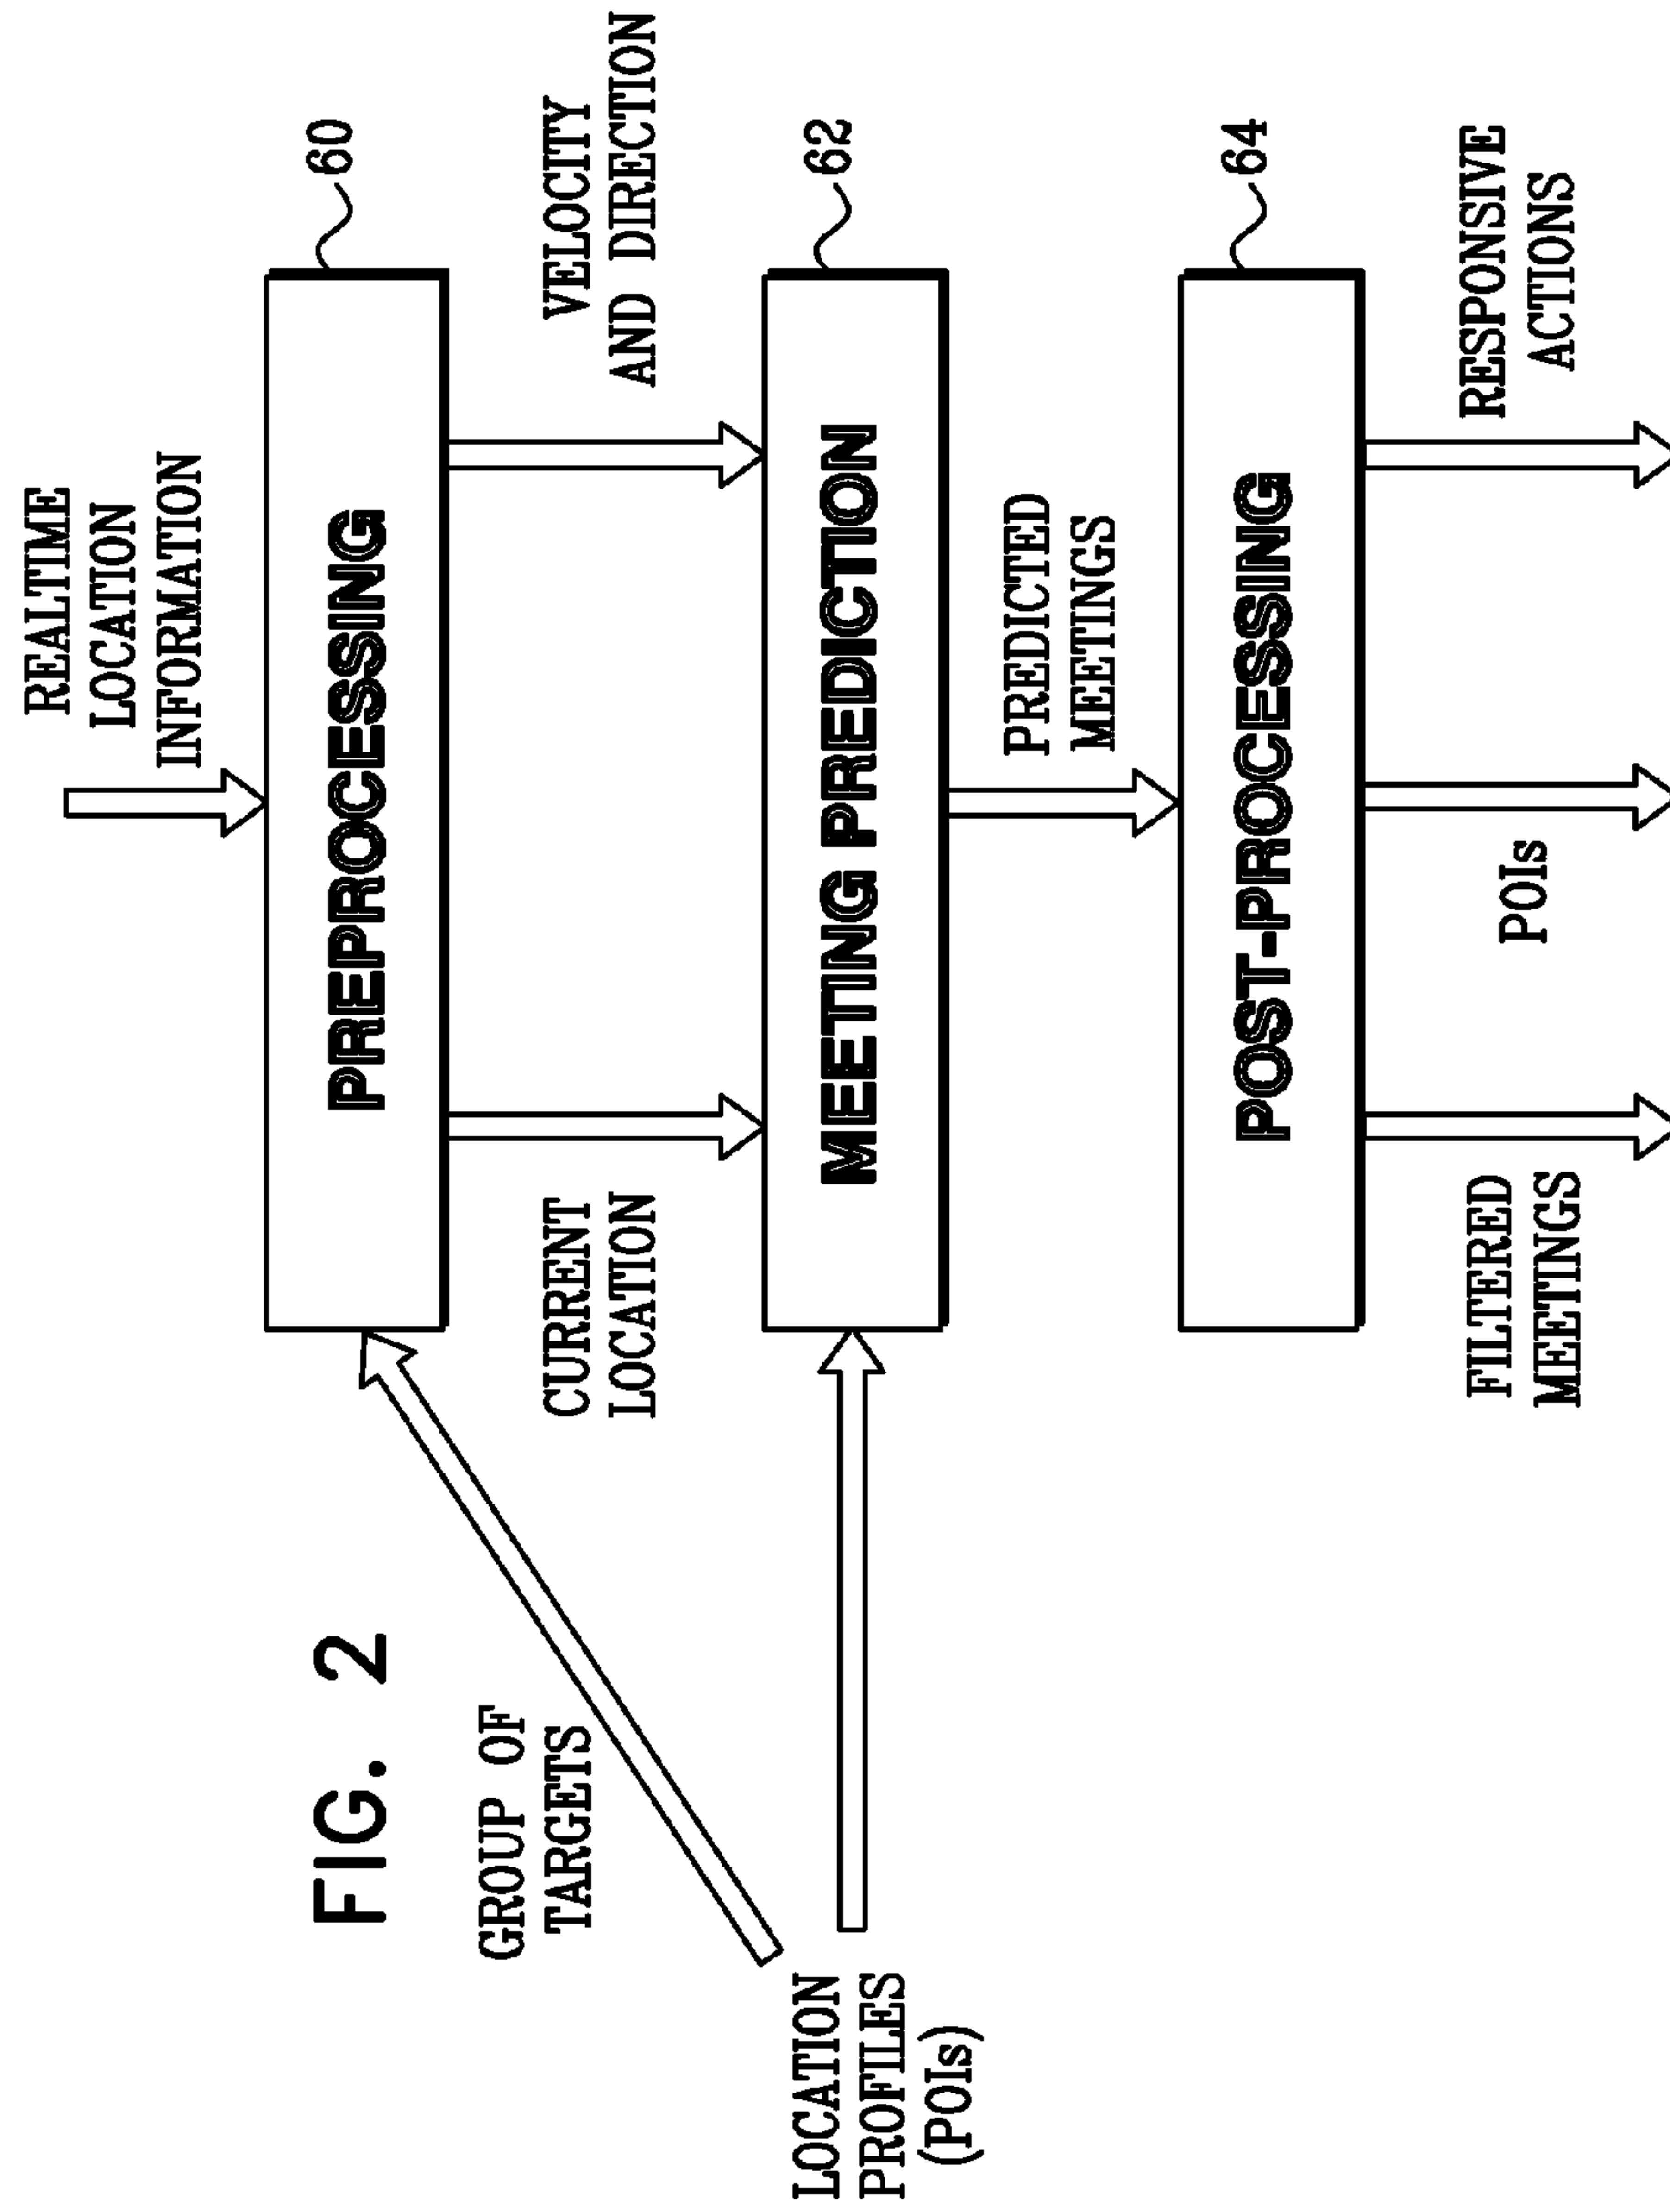 REALTIME
LOCATION
INFORMATION
FIG. 2
PREPROCESSING
60
GROUP OF
TARGETS
CURRENT
LOCATION
VELOCITY
AND DIRECTION
LOCATION
PROFILES
(POIs)
MEETING PREDICTION
62
PREDICTED
MEETINGS
POST-PROCESSING
64
FILTERED
MEETINGS
POIs
RESPONSIVE
ACTIONS